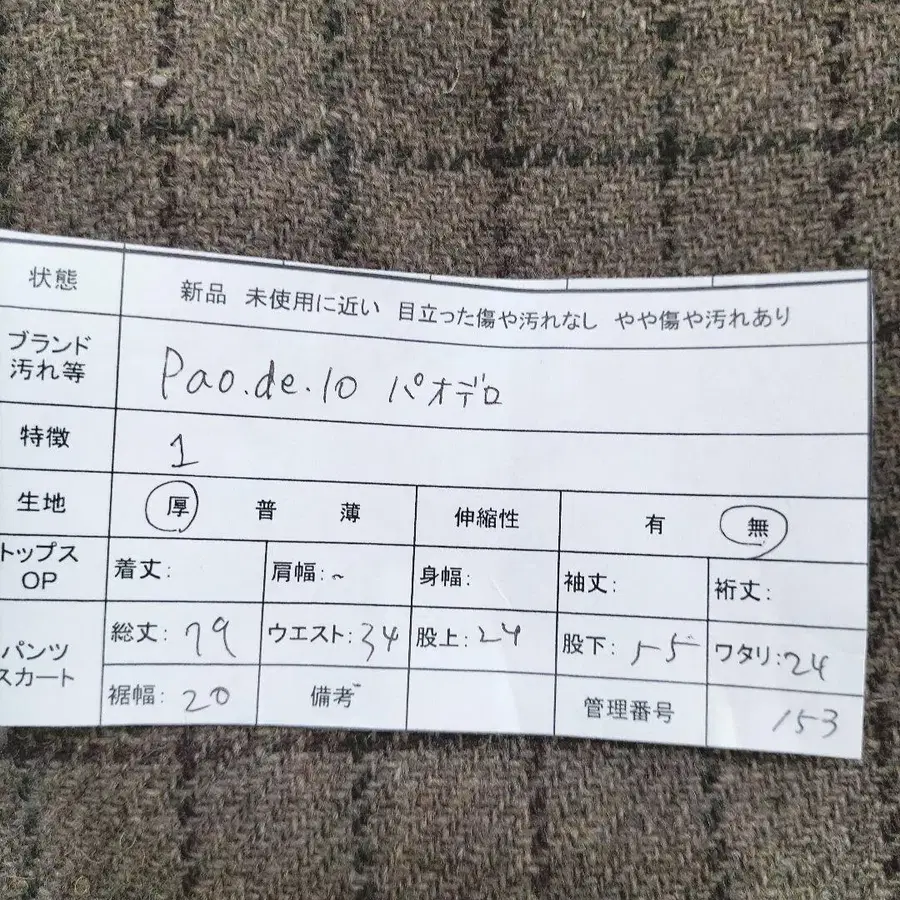 状態 新品 未使用に近い 目立った傷や汚れなし やや傷や汚れあり
ブランド
汚れ等 Pao.de.lo パオデロ
特徴 1
生地 厚 普 薄 伸縮性 有 無
トップス
OP 着丈: 肩幅:~ 身幅: 袖丈: 裄丈:
パンツ
スカート 総丈: 79 ウエスト: 34 股上: 24 股下: 55 ワタリ: 24
裾幅: 20 備考 管理番号 153